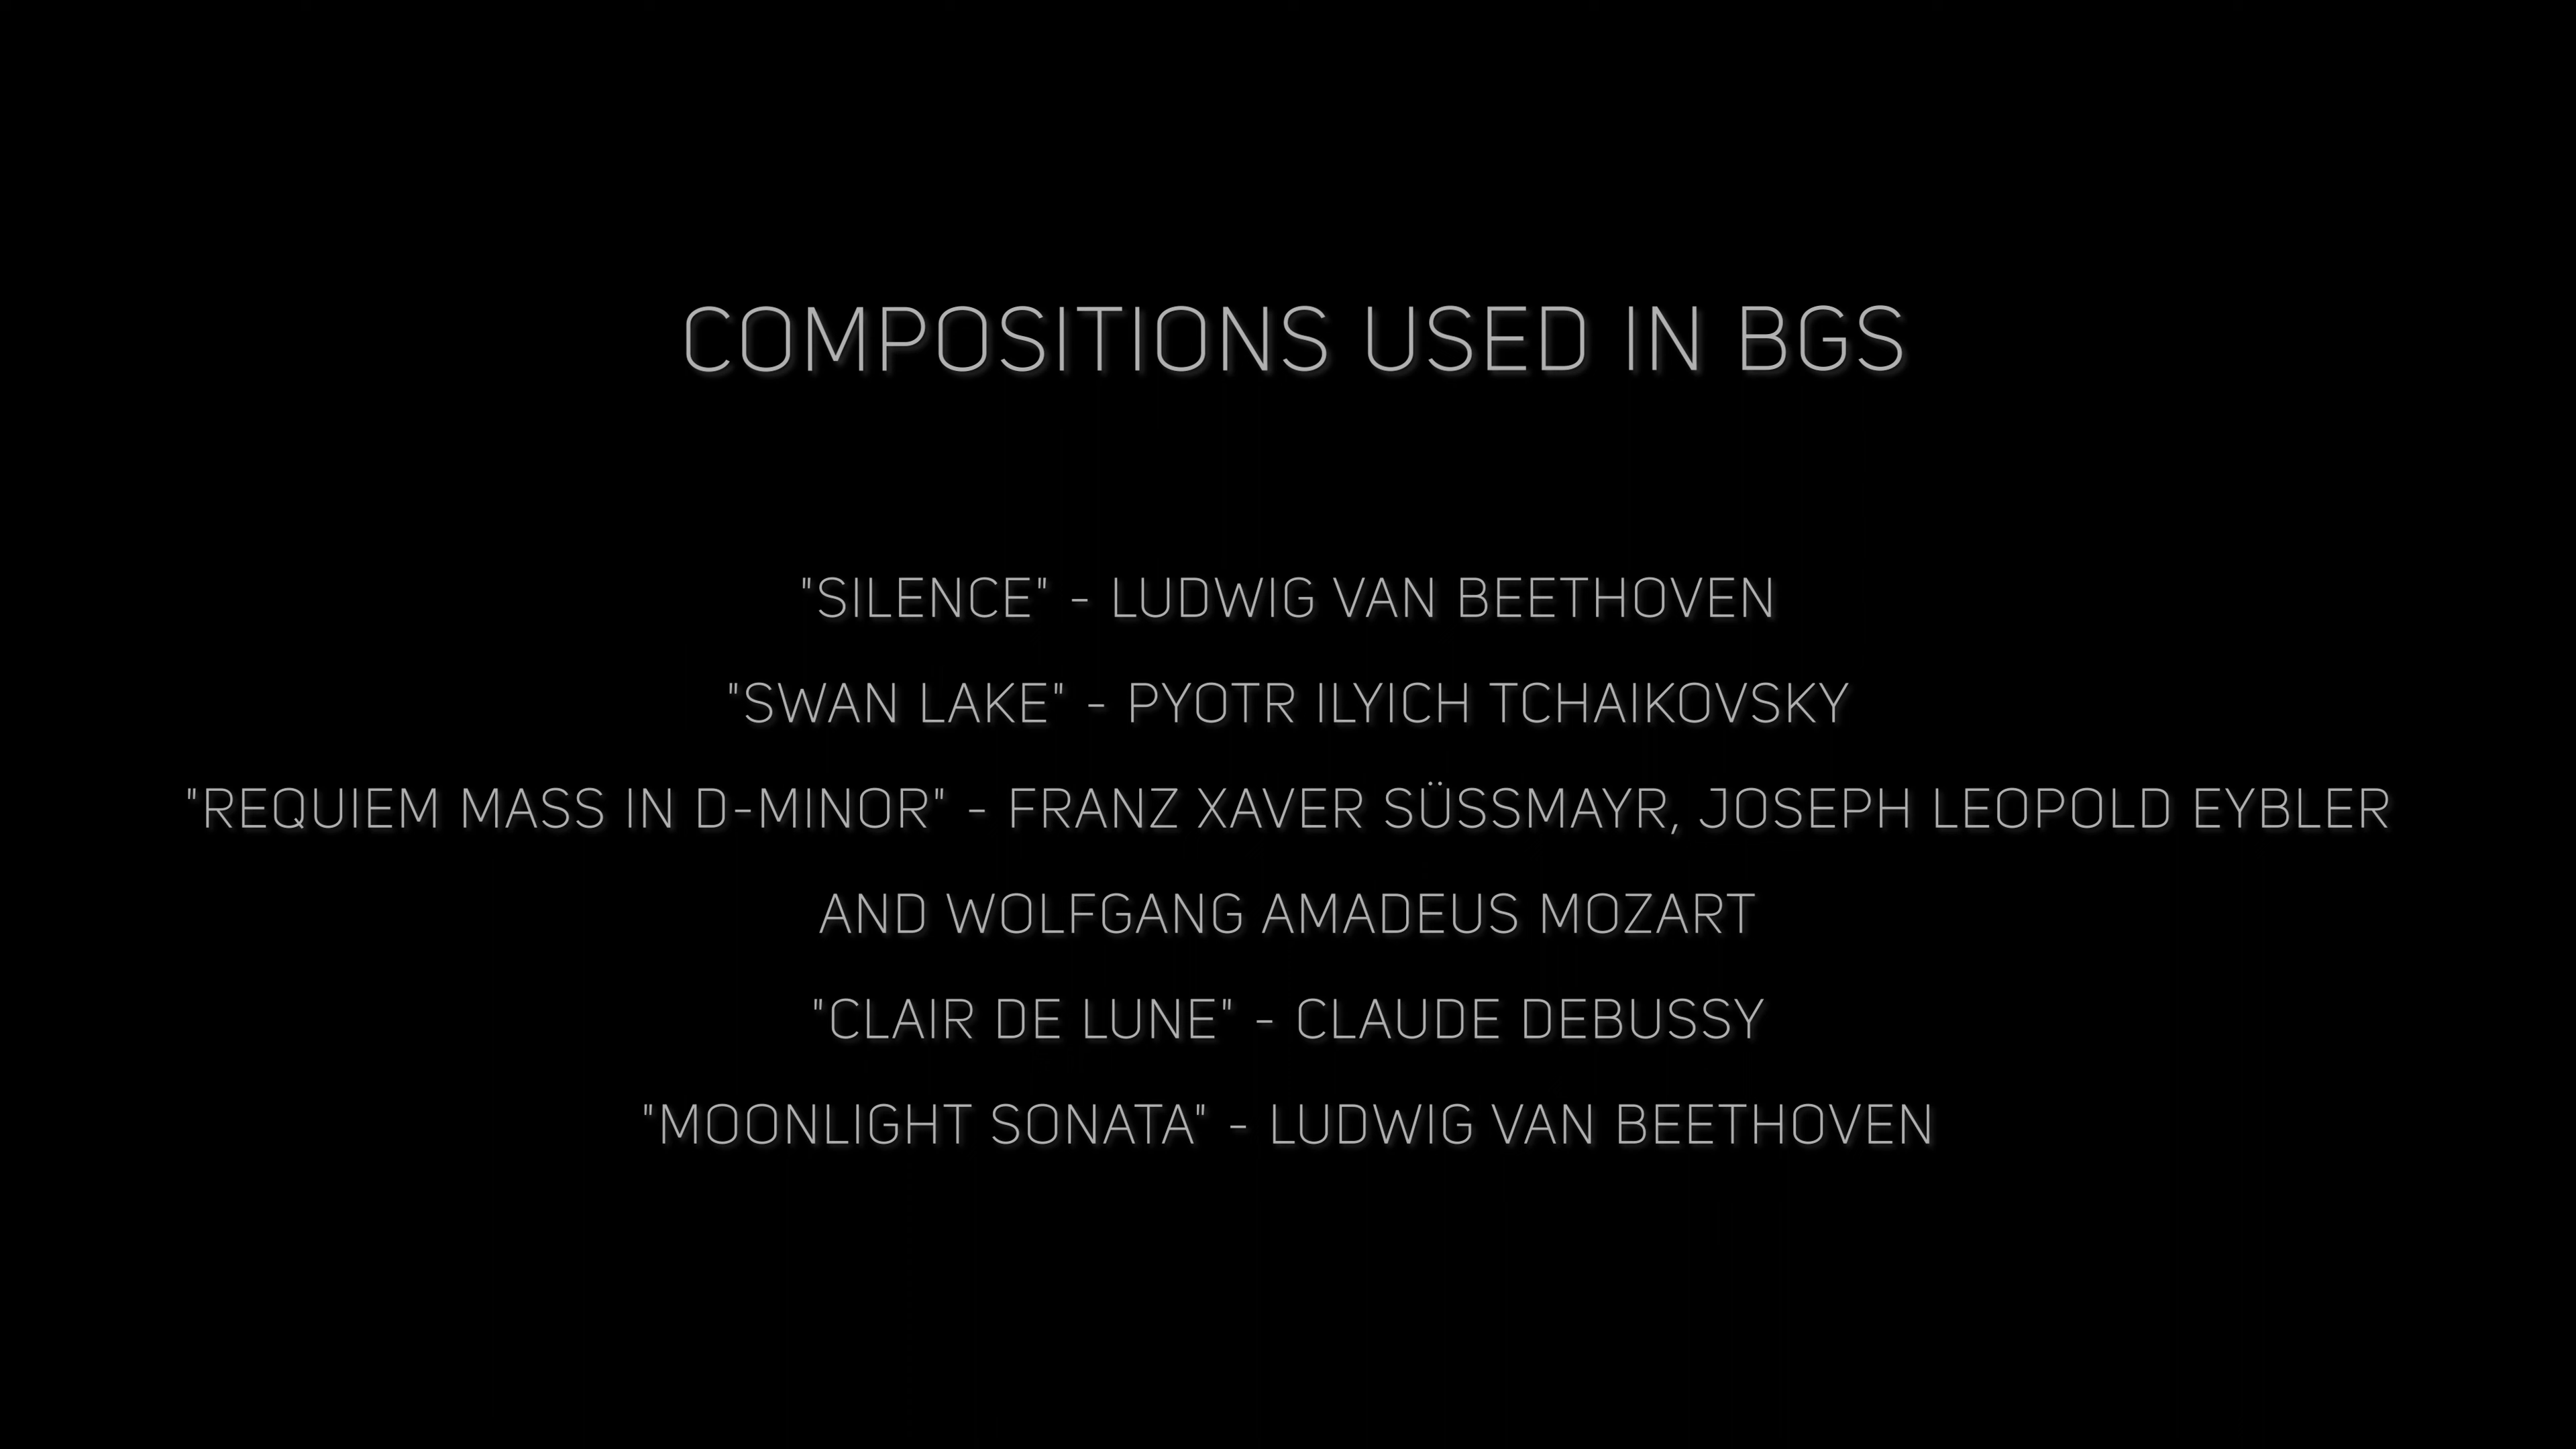 COMPOSITIONS USED IN BGS
"SILENCE" - LUDWIG VAN BEETHOVEN
"SWAN LAKE" - PYOTR ILYICH TCHAIKOVSKY
"REQUIEM MASS IN D-MINOR" - FRANZ XAVER SÜSSMAYR, JOSEPH LEOPOLD EYBLER
AND WOLFGANG AMADEUS MOZART
"CLAIR DE LUNE" - CLAUDE DEBUSSY
"MOONLIGHT SONATA" - LUDWIG VAN BEETHOVEN